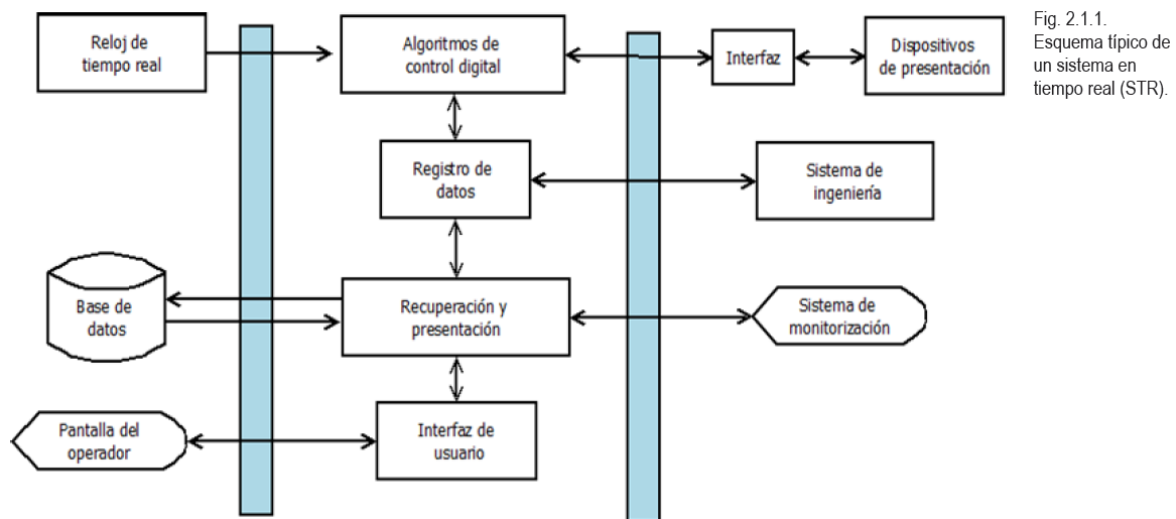 Reloj de
tiempo real
Algoritmos de
control digital
Interfaz
Dispositivos
de presentación
Fig. 2.1.1.
Esquema típico de
un sistema en
tiempo real (STR).
Registro de
datos
Sistema de
ingeniería
Base de
datos
Recuperación y
presentación
Sistema de
monitorización
Pantalla del
operador
Interfaz de
usuario